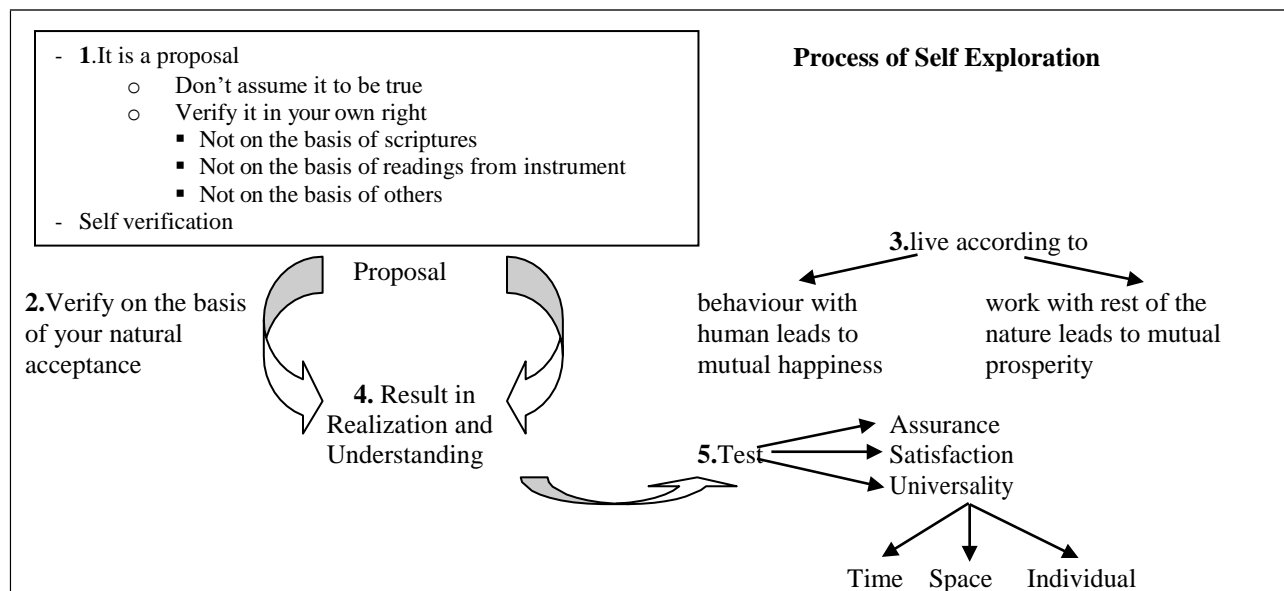 - 1.It is a proposal
o Don’t assume it to be true
o Verify it in your own right
▪ Not on the basis of scriptures
▪ Not on the basis of readings from instrument
▪ Not on the basis of others
- Self verification
Process of Self Exploration
Proposal
2.Verify on the basis
of your natural
acceptance
3.live according to
behaviour with
human leads to
mutual happiness
work with rest of the
nature leads to mutual
prosperity
4. Result in
Realization and
Understanding
5.Test
Assurance
Satisfaction
Universality
Time Space Individual